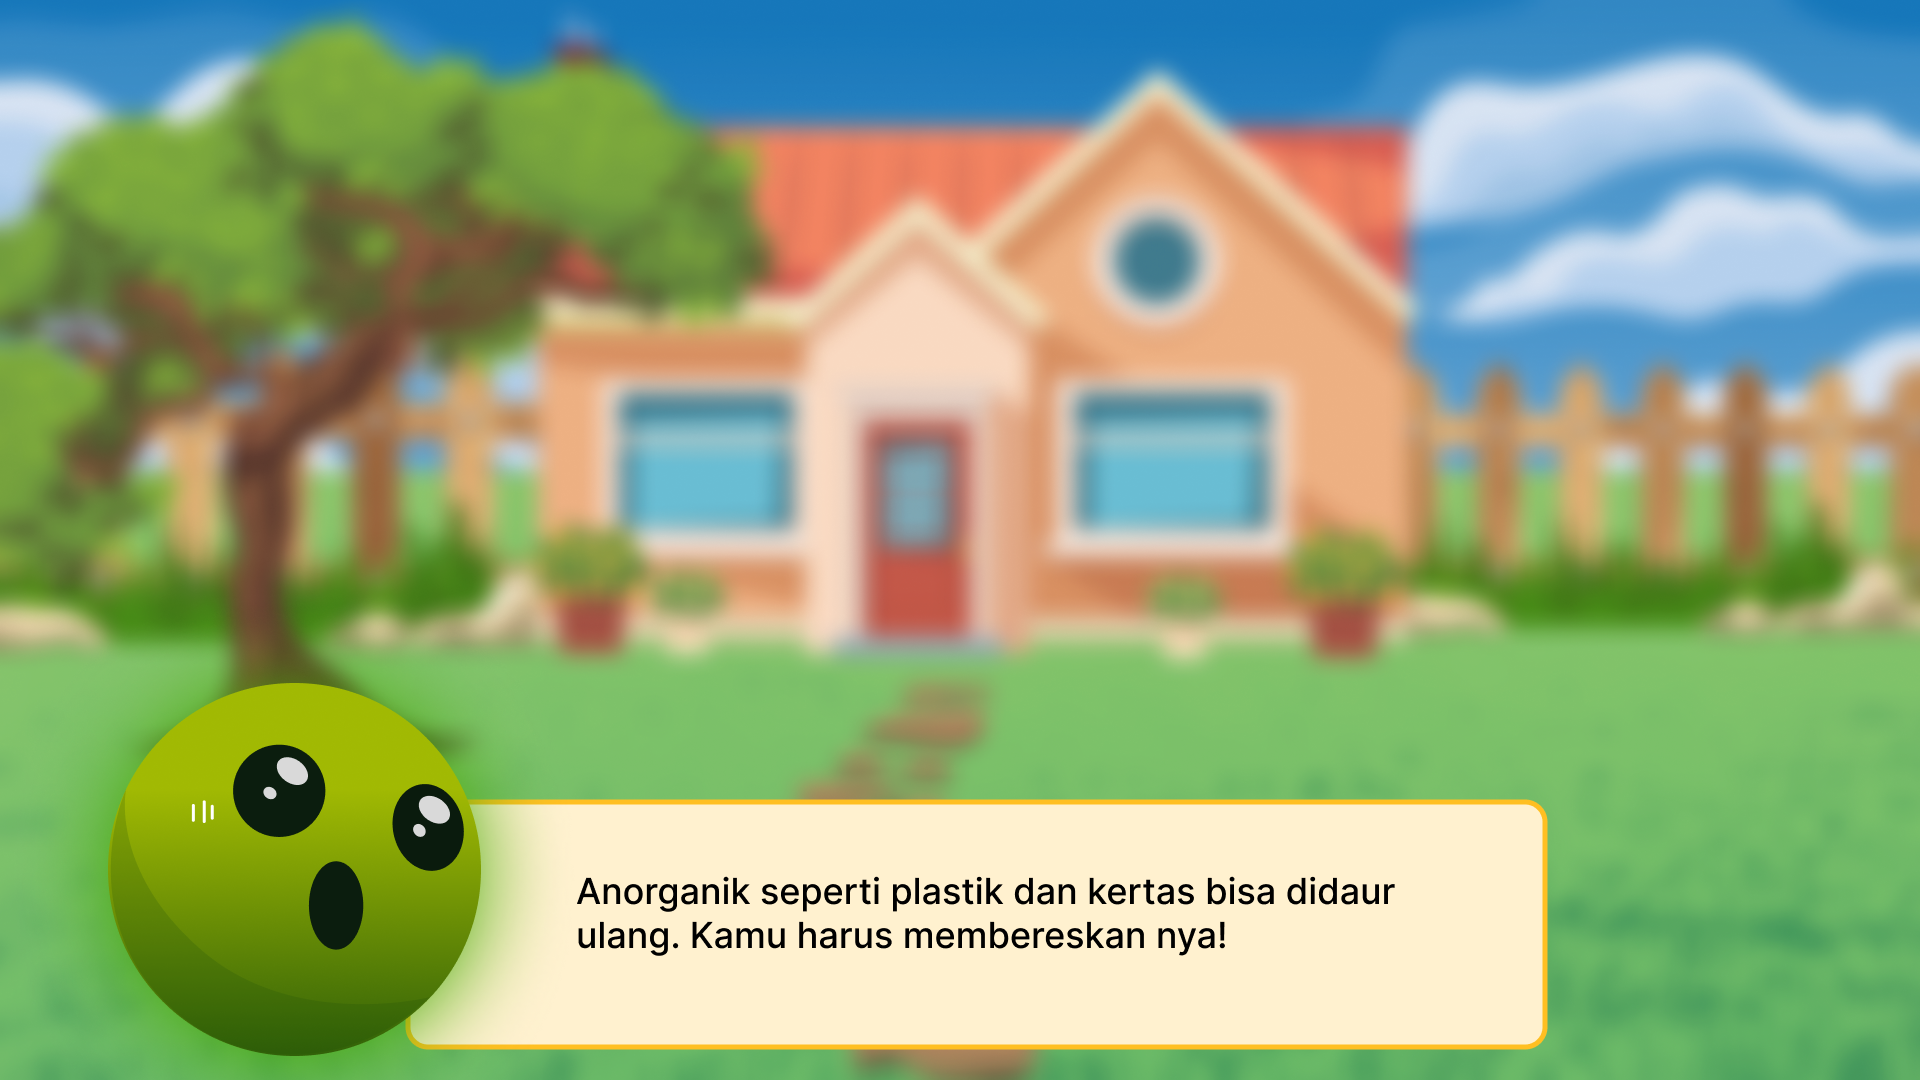 Anorganik seperti plastik dan kertas bisa didaur
ulang. Kamu harus membereskan nya!